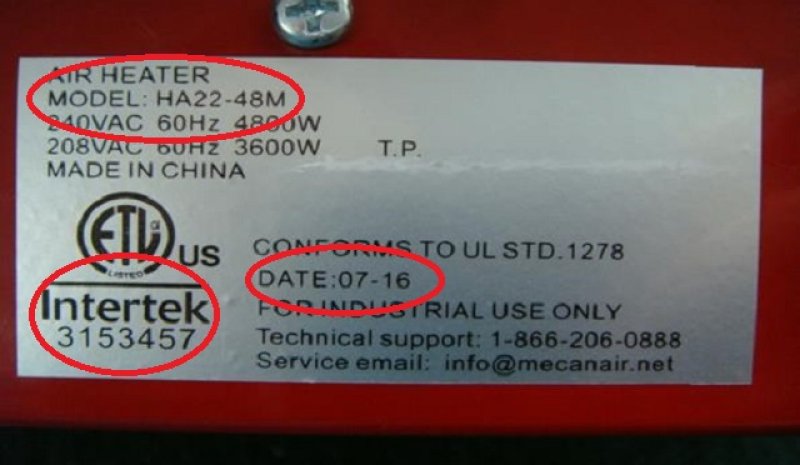 AIR HEATER
MODEL: HA22-48M
240VAC 60Hz 4800W
208VAC 60Hz 3600W T.P.
MADE IN CHINA
ETL US
LISTED
Intertek
3153457
CONFORMS TO UL STD.1278
DATE:07-16
FOR INDUSTRIAL USE ONLY
Technical support: 1-866-206-0888
Service email: info@mecanair.net